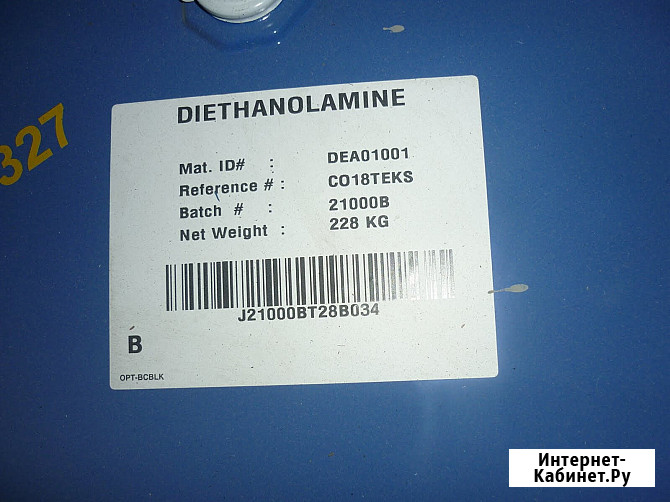 327
DIETHANOLAMINE
Mat. ID# : DEA01001
Reference # : CO18TEKS
Batch # : 21000B
Net Weight : 228 KG
J21000BT28B034
B
OPT-BCBLK
Интернет-
Кабинет.Ру